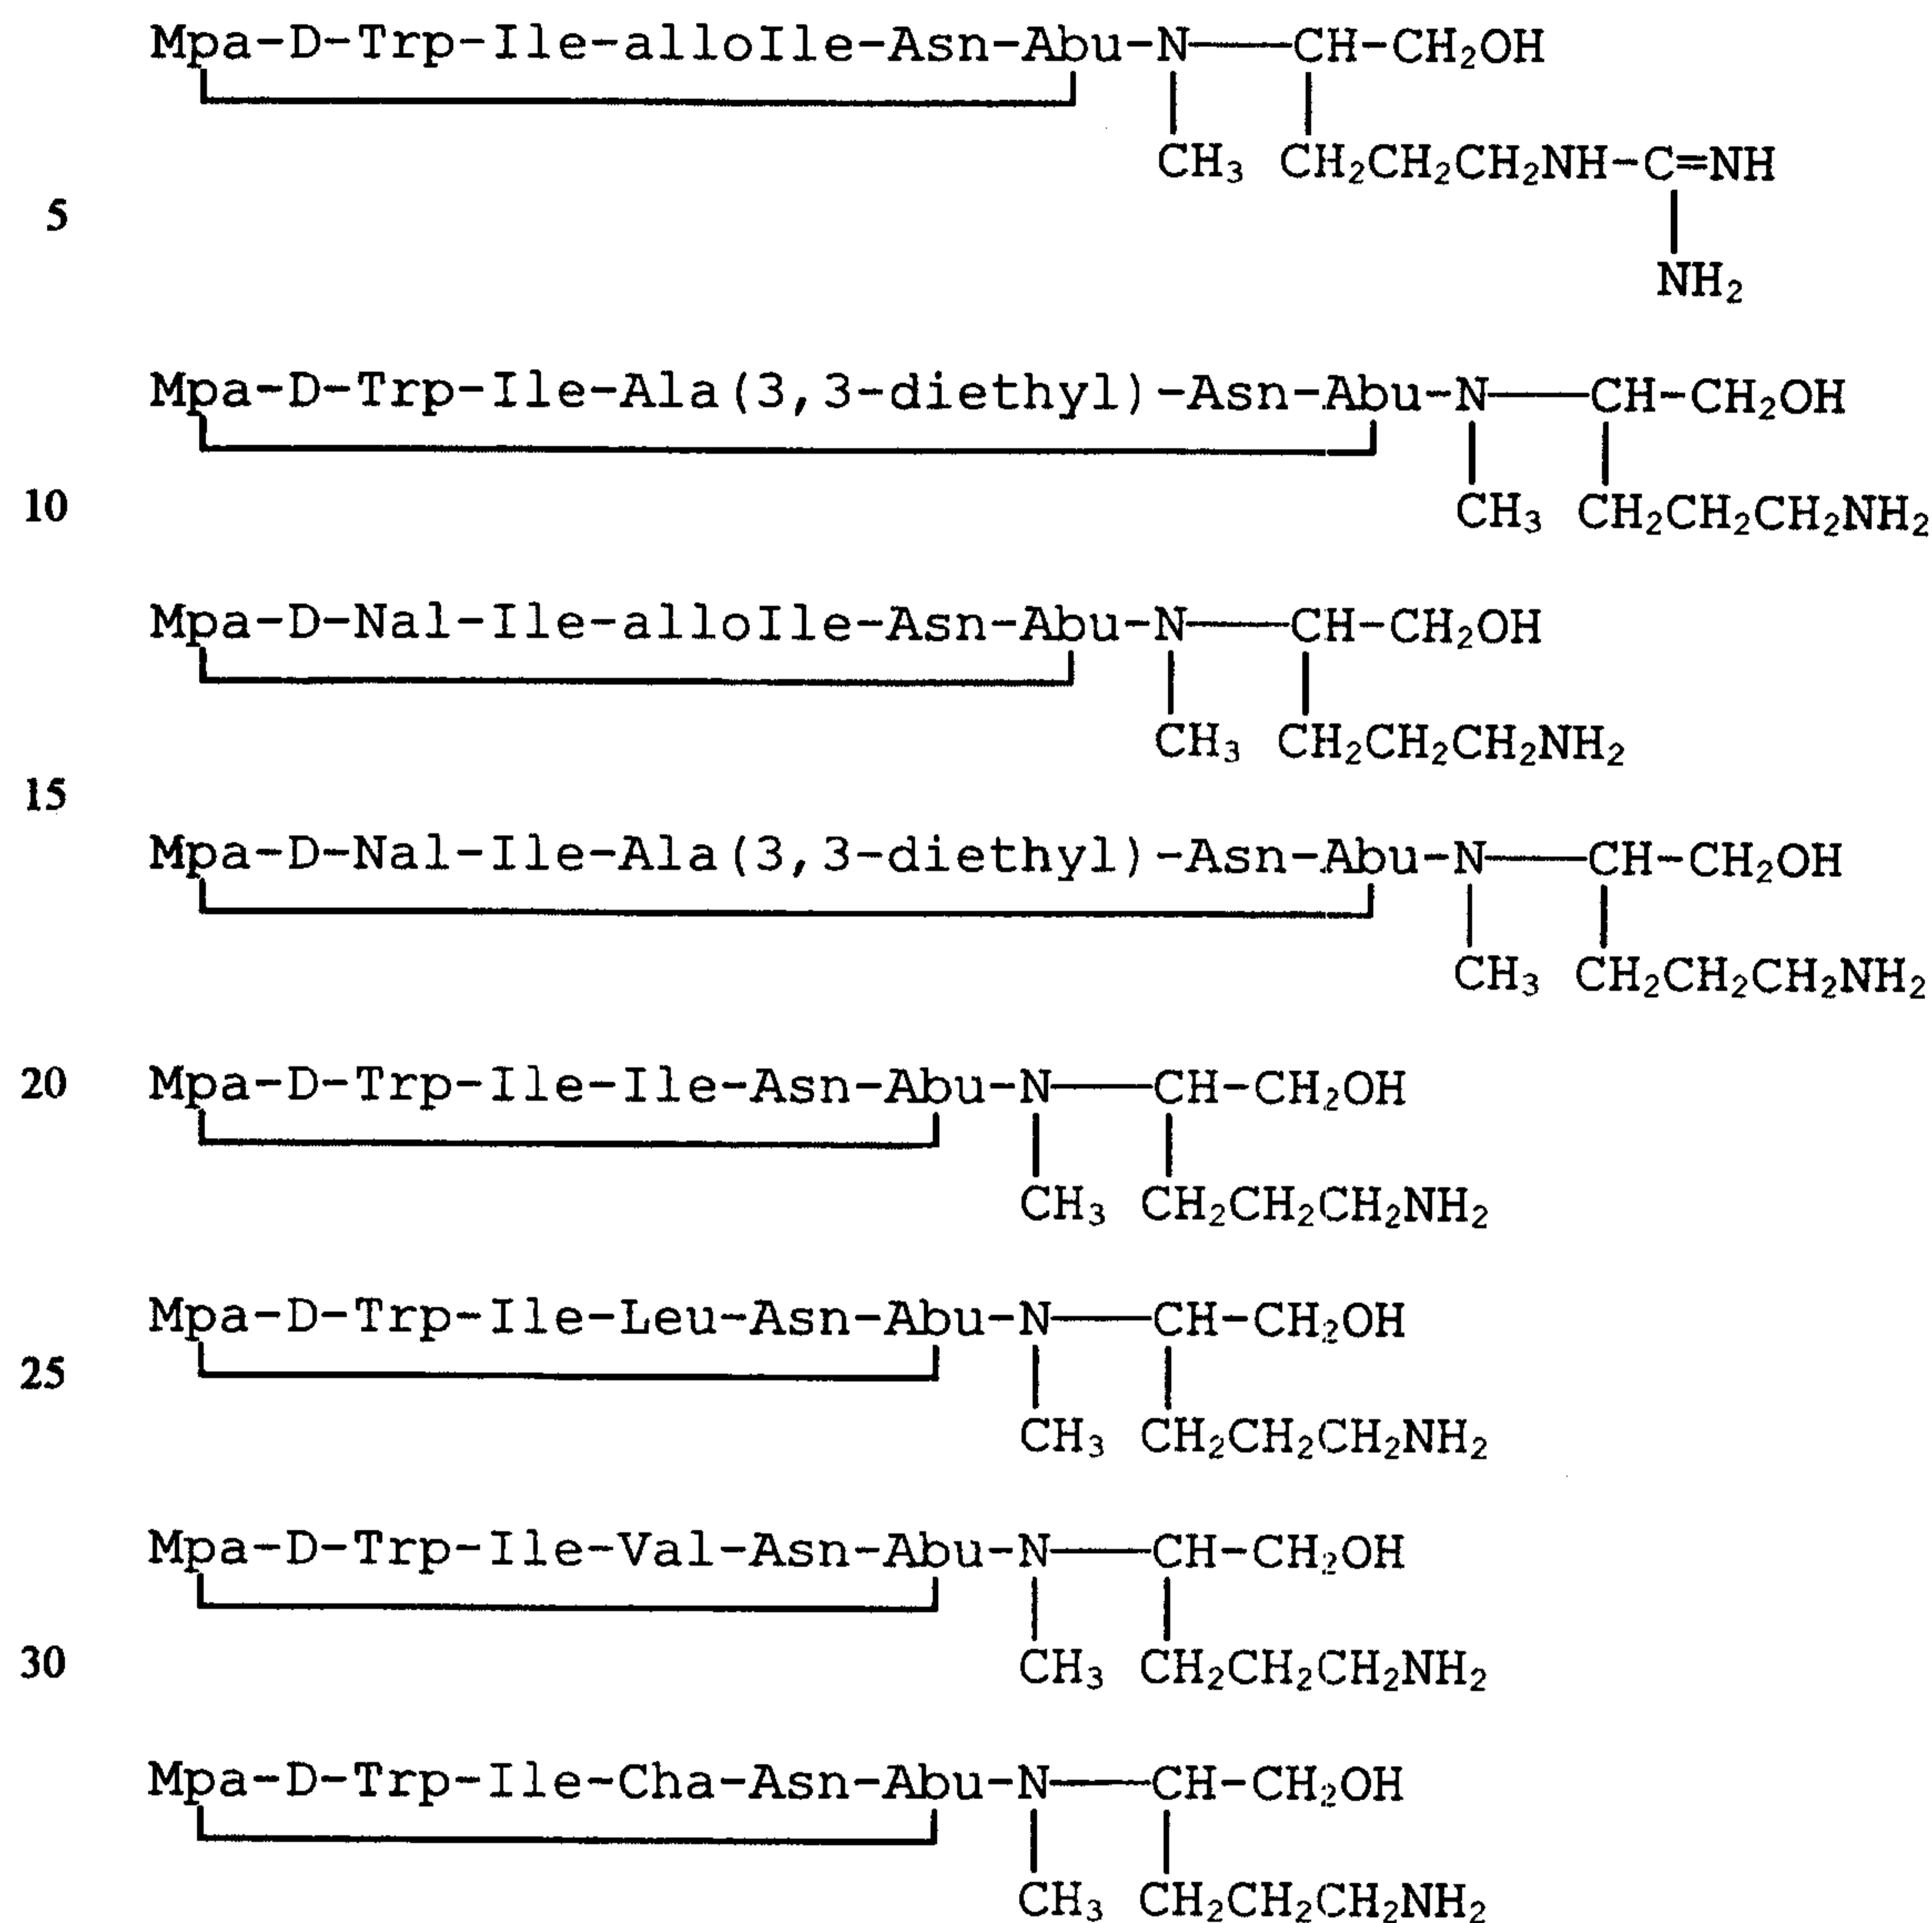 Mpa-D-Trp-Ile-alloIle-Asn-Abu-N—CH-CH₂OH
CH₃ CH₂CH₂CH₂NH-C=NH
5
NH₂
Mpa-D-Trp-Ile-Ala(3,3-diethyl)-Asn-Abu-N—CH-CH₂OH
10 CH₃ CH₂CH₂CH₂NH₂
Mpa-D-Nal-Ile-alloIle-Asn-Abu-N—CH-CH₂OH
CH₃ CH₂CH₂CH₂NH₂
15
Mpa-D-Nal-Ile-Ala(3,3-diethyl)-Asn-Abu-N—CH-CH₂OH
CH₃ CH₂CH₂CH₂NH₂
20 Mpa-D-Trp-Ile-Ile-Asn-Abu-N—CH-CH₂OH
CH₃ CH₂CH₂CH₂NH₂
Mpa-D-Trp-Ile-Leu-Asn-Abu-N—CH-CH₂OH
25
CH₃ CH₂CH₂CH₂NH₂
Mpa-D-Trp-Ile-Val-Asn-Abu-N—CH-CH₂OH
30 CH₃ CH₂CH₂CH₂NH₂
Mpa-D-Trp-Ile-Cha-Asn-Abu-N—CH-CH₂OH
CH₃ CH₂CH₂CH₂NH₂